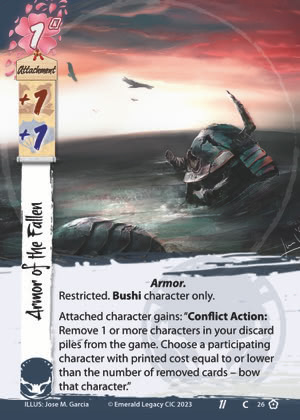 1
Attachment
+1
+1
Armor of the Fallen
Armor.
Restricted. Bushi character only.
Attached character gains: "Conflict Action:
Remove 1 or more characters in your discard
piles from the game. Choose a participating
character with printed cost equal to or lower
than the number of removed cards – bow
that character."
ILLUS: Jose M. Garcia © Emerald Legacy CIC 2023 C 26